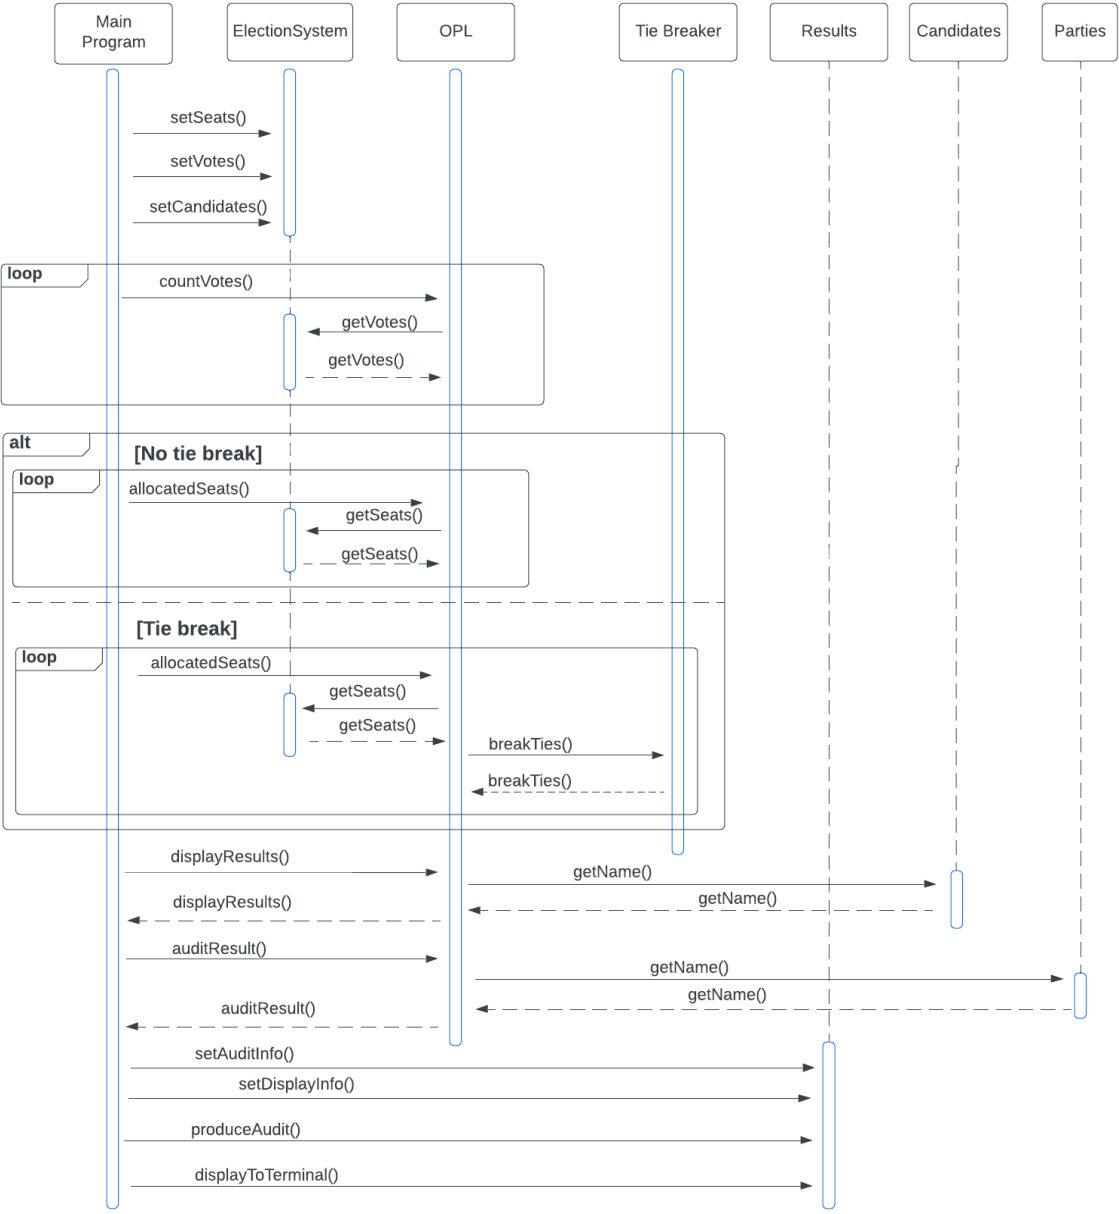 Main
Program
ElectionSystem
OPL
Tie Breaker
Results
Candidates
Parties
setSeats()
setVotes()
setCandidates()
loop
countVotes()
getVotes()
getVotes()
alt
[No tie break]
loop
allocatedSeats()
getSeats()
getSeats()
[Tie break]
loop
allocatedSeats()
getSeats()
getSeats()
breakTies()
breakTies()
displayResults()
getName()
displayResults()
getName()
auditResult()
getName()
auditResult()
getName()
setAuditInfo()
setDisplayInfo()
produceAudit()
displayToTerminal()